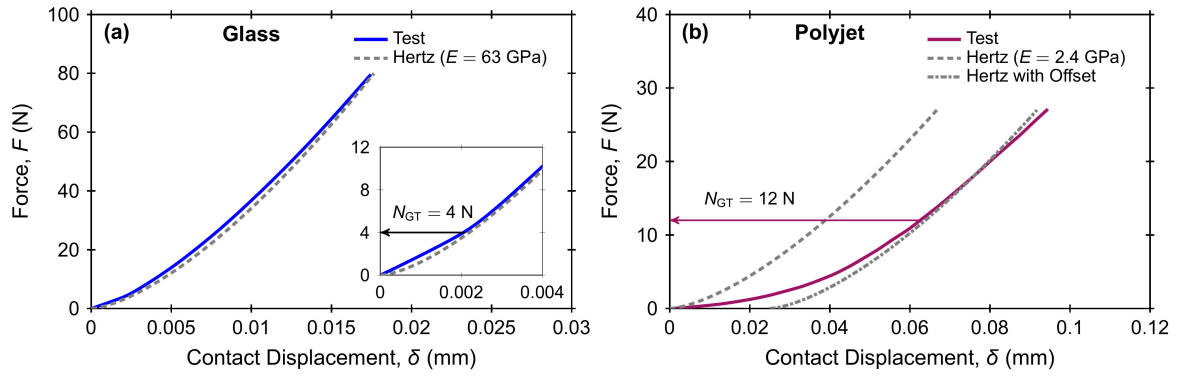 (a)
Glass
Test
Hertz (E = 63 GPa)
100
80
60
40
20
0
Force, F (N)
0
0.005
0.01
0.015
0.02
0.025
0.03
Contact Displacement, δ (mm)
12
8
4
0
N_GT = 4 N
0
0.002
0.004
(b)
Polyjet
Test
Hertz (E = 2.4 GPa)
Hertz with Offset
40
30
20
10
0
Force, F (N)
N_GT = 12 N
0
0.02
0.04
0.06
0.08
0.1
0.12
Contact Displacement, δ (mm)